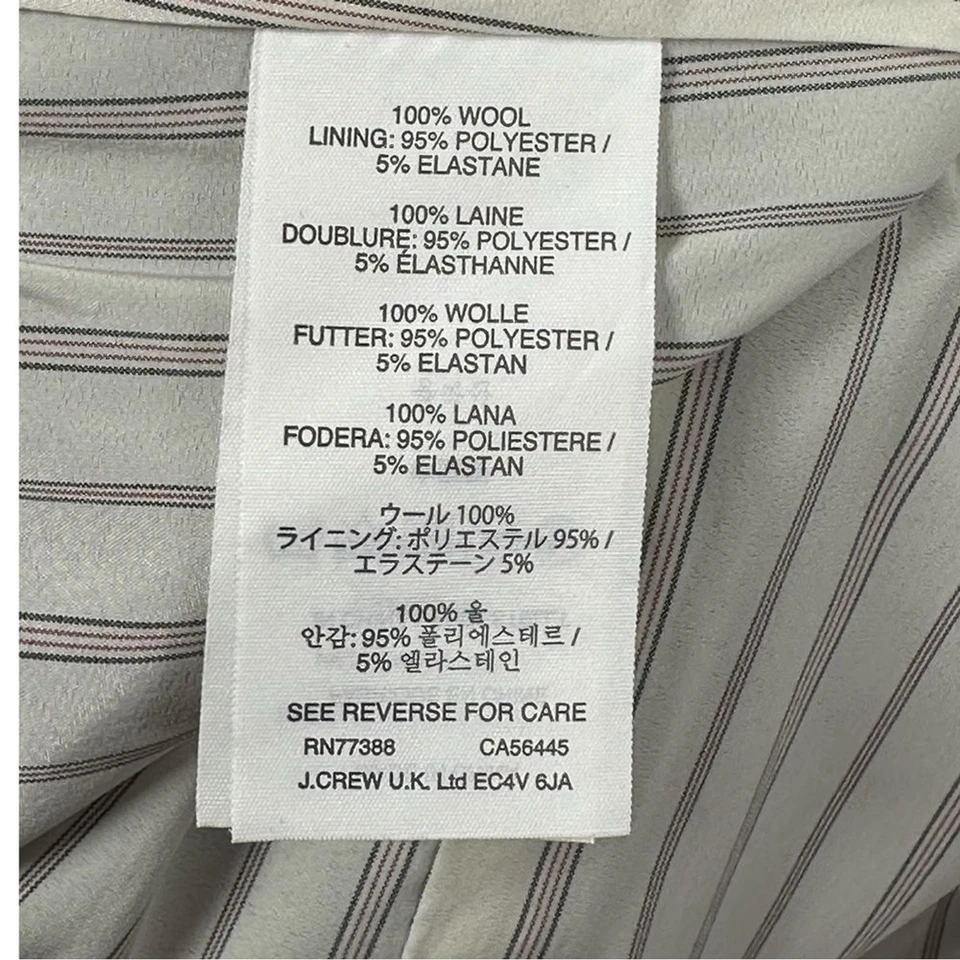 100% WOOL
LINING: 95% POLYESTER /
5% ELASTANE
100% LAINE
DOUBLURE: 95% POLYESTER /
5% ÉLASTHANNE
100% WOLLE
FUTTER: 95% POLYESTER /
5% ELASTAN
100% LANA
FODERA: 95% POLIESTERE /
5% ELASTAN
ウール 100%
ライニング: ポリエステル 95% /
エラステーン 5%
100% 울
안감: 95% 폴리에스테르 /
5% 엘라스테인
SEE REVERSE FOR CARE
RN77388 CA56445
J.CREW U.K. Ltd EC4V 6JA